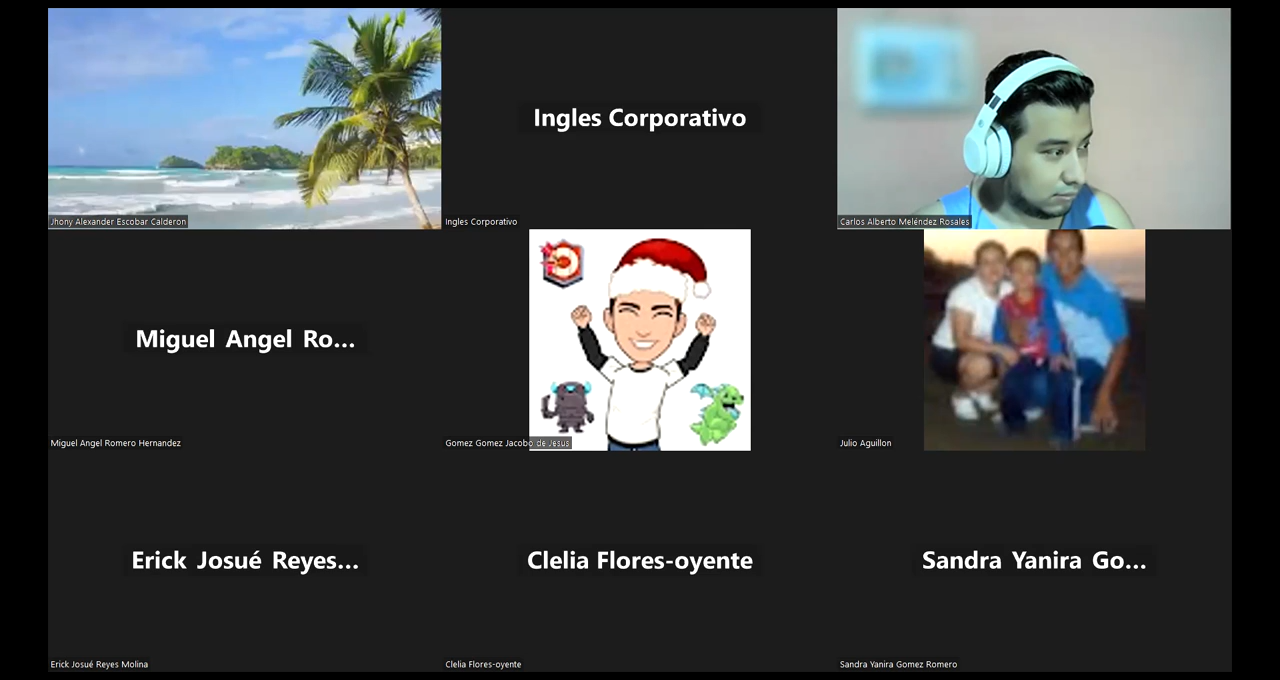 Jhony Alexander Escobar Calderon
Ingles Corporativo
Ingles Corporativo
Carlos Alberto Meléndez Rosales
Miguel Angel Ro...
Miguel Angel Romero Hernandez
Gomez Gomez Jacobo de Jesus
Julio Aguillon
Erick Josué Reyes...
Erick Josué Reyes Molina
Clelia Flores-oyente
Clelia Flores-oyente
Sandra Yanira Go...
Sandra Yanira Gomez Romero